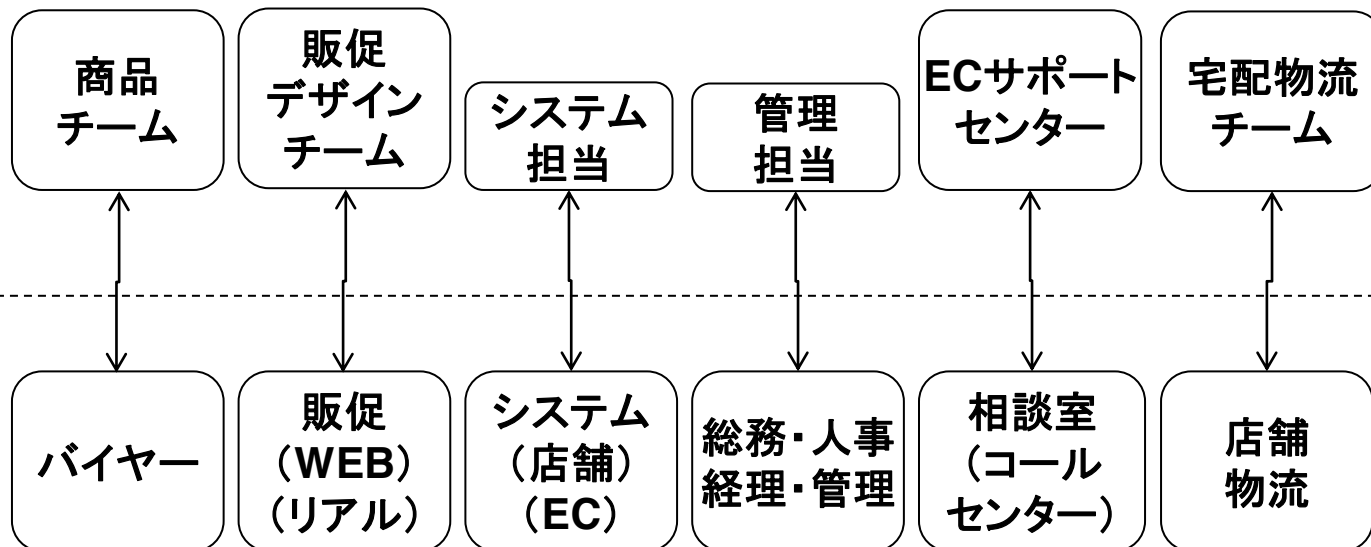 商品
チーム
販促
デザイン
チーム
システム
担当
管理
担当
ECサポート
センター
宅配物流
チーム
バイヤー
販促
（WEB）
（リアル）
システム
（店舗）
（EC）
総務・人事
経理・管理
相談室
（コール
センター）
店舗
物流